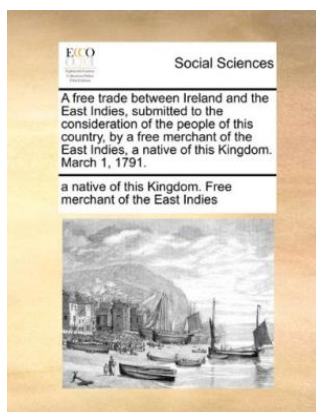 ECCO
Social Sciences
A free trade between Ireland and the
East Indies, submitted to the
consideration of the people of this
country, by a free merchant of the
East Indies, a native of this Kingdom.
March 1, 1791.
a native of this Kingdom. Free
merchant of the East Indies